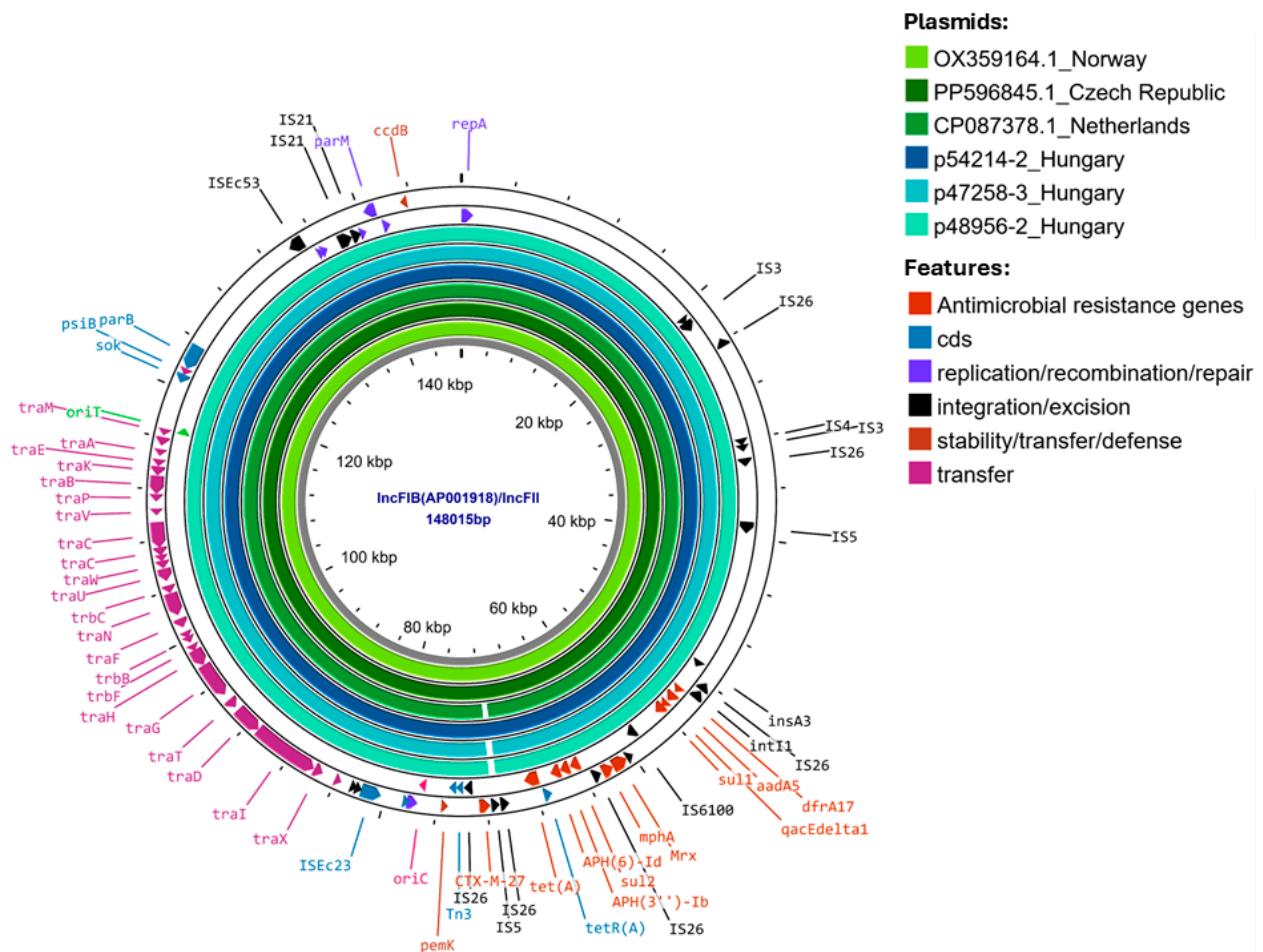 Plasmids:
OX359164.1_Norway
PP596845.1_Czech Republic
CP087378.1_Netherlands
p54214-2_Hungary
p47258-3_Hungary
p48956-2_Hungary
Features:
Antimicrobial resistance genes
cds
replication/recombination/repair
integration/excision
stability/transfer/defense
transfer
repA
IS3
IS26
IS4
IS3
IS26
IS5
insA3
intI1
IS26
dfrA17
aadA5
qacEdelta1
sul1
IS6100
Mrx
mphA
IS26
APH(6)-Id
sul2
APH(3'')-Ib
tetR(A)
tet(A)
IS26
IS5
CTX-M-27
IS26
Tn3
pemK
oriC
ISEc23
traX
traI
traD
traT
traG
traH
trbF
trbB
traF
traN
trbC
traU
traW
traC
traC
traV
traP
traB
traK
traE
traA
traM
oriT
sok
psiB
parB
ISEc53
IS21
IS21
parM
ccdB
140 kbp
20 kbp
120 kbp
IncFIB(AP001918)/IncFII
148015bp
40 kbp
100 kbp
60 kbp
80 kbp